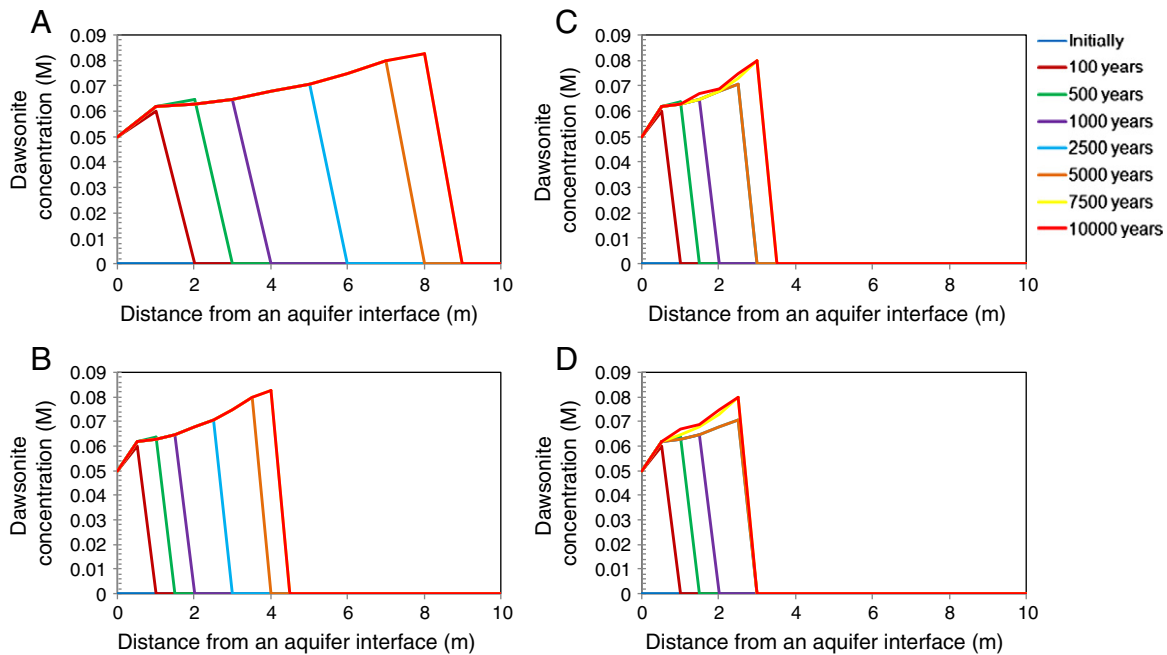 A
Dawsonite
concentration (M)
0.09
0.08
0.07
0.06
0.05
0.04
0.03
0.02
0.01
0
0 2 4 6 8 10
Distance from an aquifer interface (m)
C
Dawsonite
concentration (M)
0.09
0.08
0.07
0.06
0.05
0.04
0.03
0.02
0.01
0
0 2 4 6 8 10
Distance from an aquifer interface (m)
Initially
100 years
500 years
1000 years
2500 years
5000 years
7500 years
10000 years
B
Dawsonite
concentration (M)
0.09
0.08
0.07
0.06
0.05
0.04
0.03
0.02
0.01
0
0 2 4 6 8 10
Distance from an aquifer interface (m)
D
Dawsonite
concentration (M)
0.09
0.08
0.07
0.06
0.05
0.04
0.03
0.02
0.01
0
0 2 4 6 8 10
Distance from an aquifer interface (m)